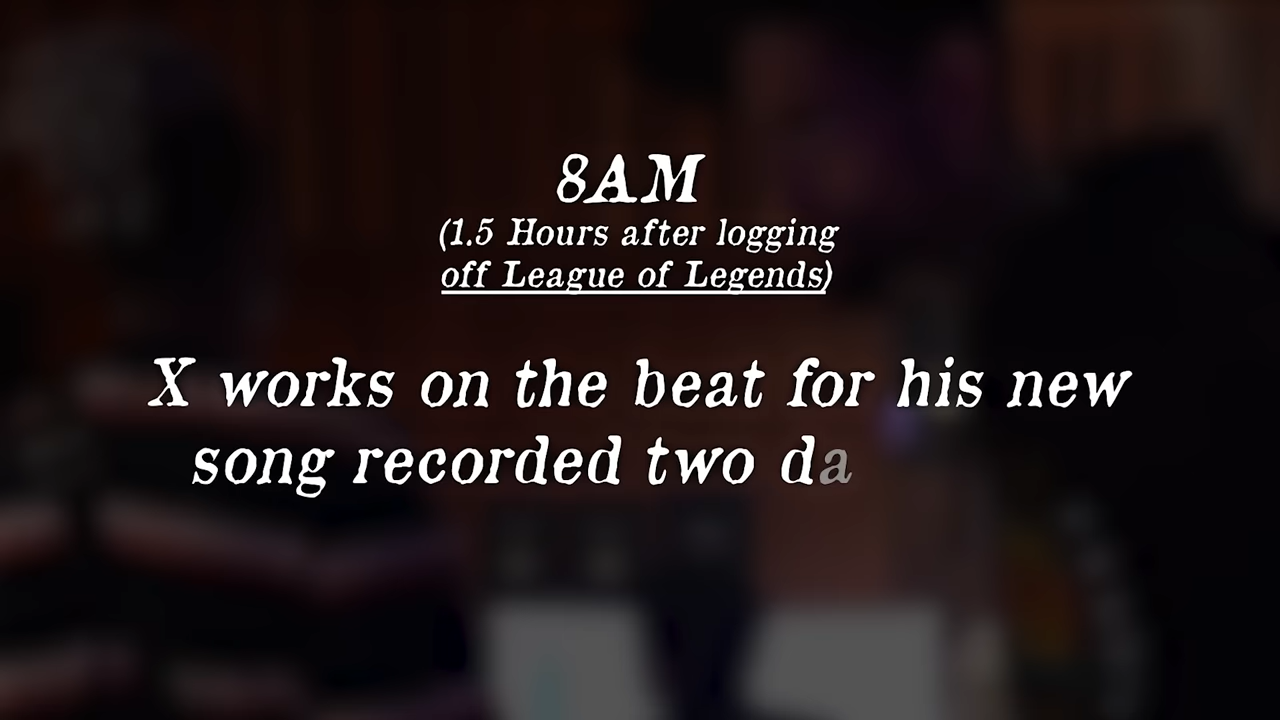 8AM
(1.5 Hours after logging
off League of Legends)
X works on the beat for his new
song recorded two da